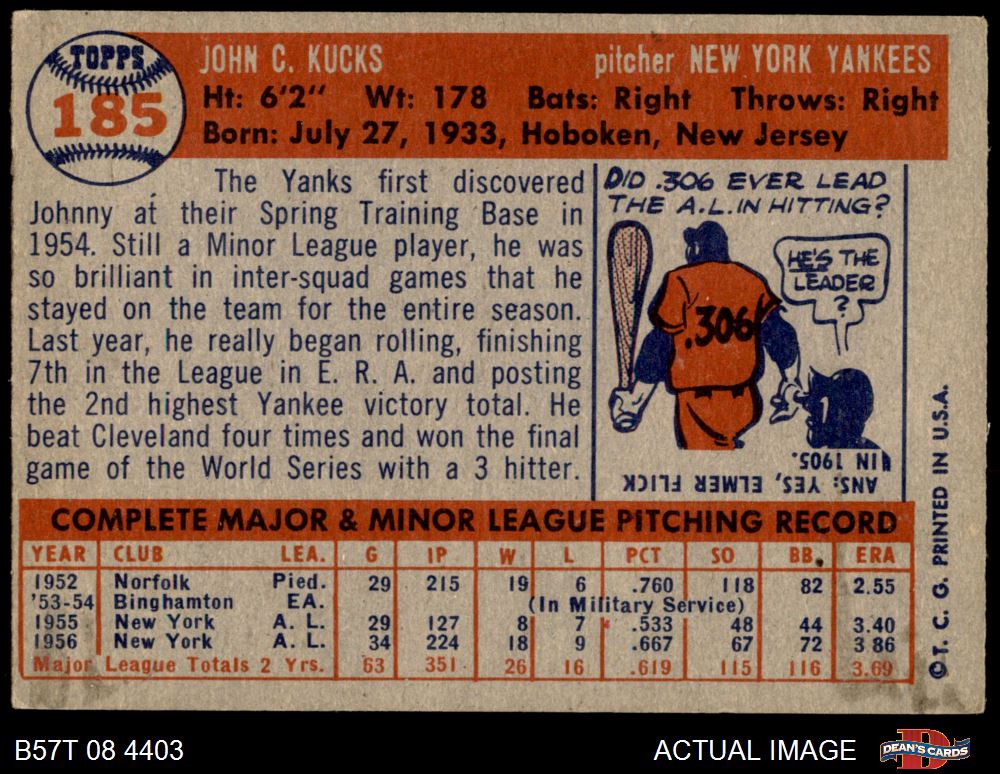 TOPPS
185
JOHN C. KUCKS pitcher NEW YORK YANKEES
Ht: 6'2" Wt: 178 Bats: Right Throws: Right
Born: July 27, 1933, Hoboken, New Jersey
The Yanks first discovered
Johnny at their Spring Training Base in
1954. Still a Minor League player, he was
so brilliant in inter-squad games that he
stayed on the team for the entire season.
Last year, he really began rolling, finishing
7th in the League in E. R. A. and posting
the 2nd highest Yankee victory total. He
beat Cleveland four times and won the final
game of the World Series with a 3 hitter.
DID .306 EVER LEAD
THE A.L. IN HITTING?
HE'S THE
LEADER
?
.306
ANS: YES, ELMER FLICK
IN 1905.
©T. C. G. PRINTED IN U.S.A.
COMPLETE MAJOR & MINOR LEAGUE PITCHING RECORD
YEAR CLUB LEA. G IP W L PCT SO BB. ERA
1952 Norfolk Pied. 29 215 19 6 .760 118 82 2.55
'53-54 Binghamton EA. (In Military Service)
1955 New York A. L. 29 127 8 7 .533 48 44 3.40
1956 New York A. L. 34 224 18 9 .667 67 72 3 86
Major League Totals 2 Yrs. 63 351 26 16 .619 115 116 3.69
B57T 08 4403
ACTUAL IMAGE
DEAN'S CARDS